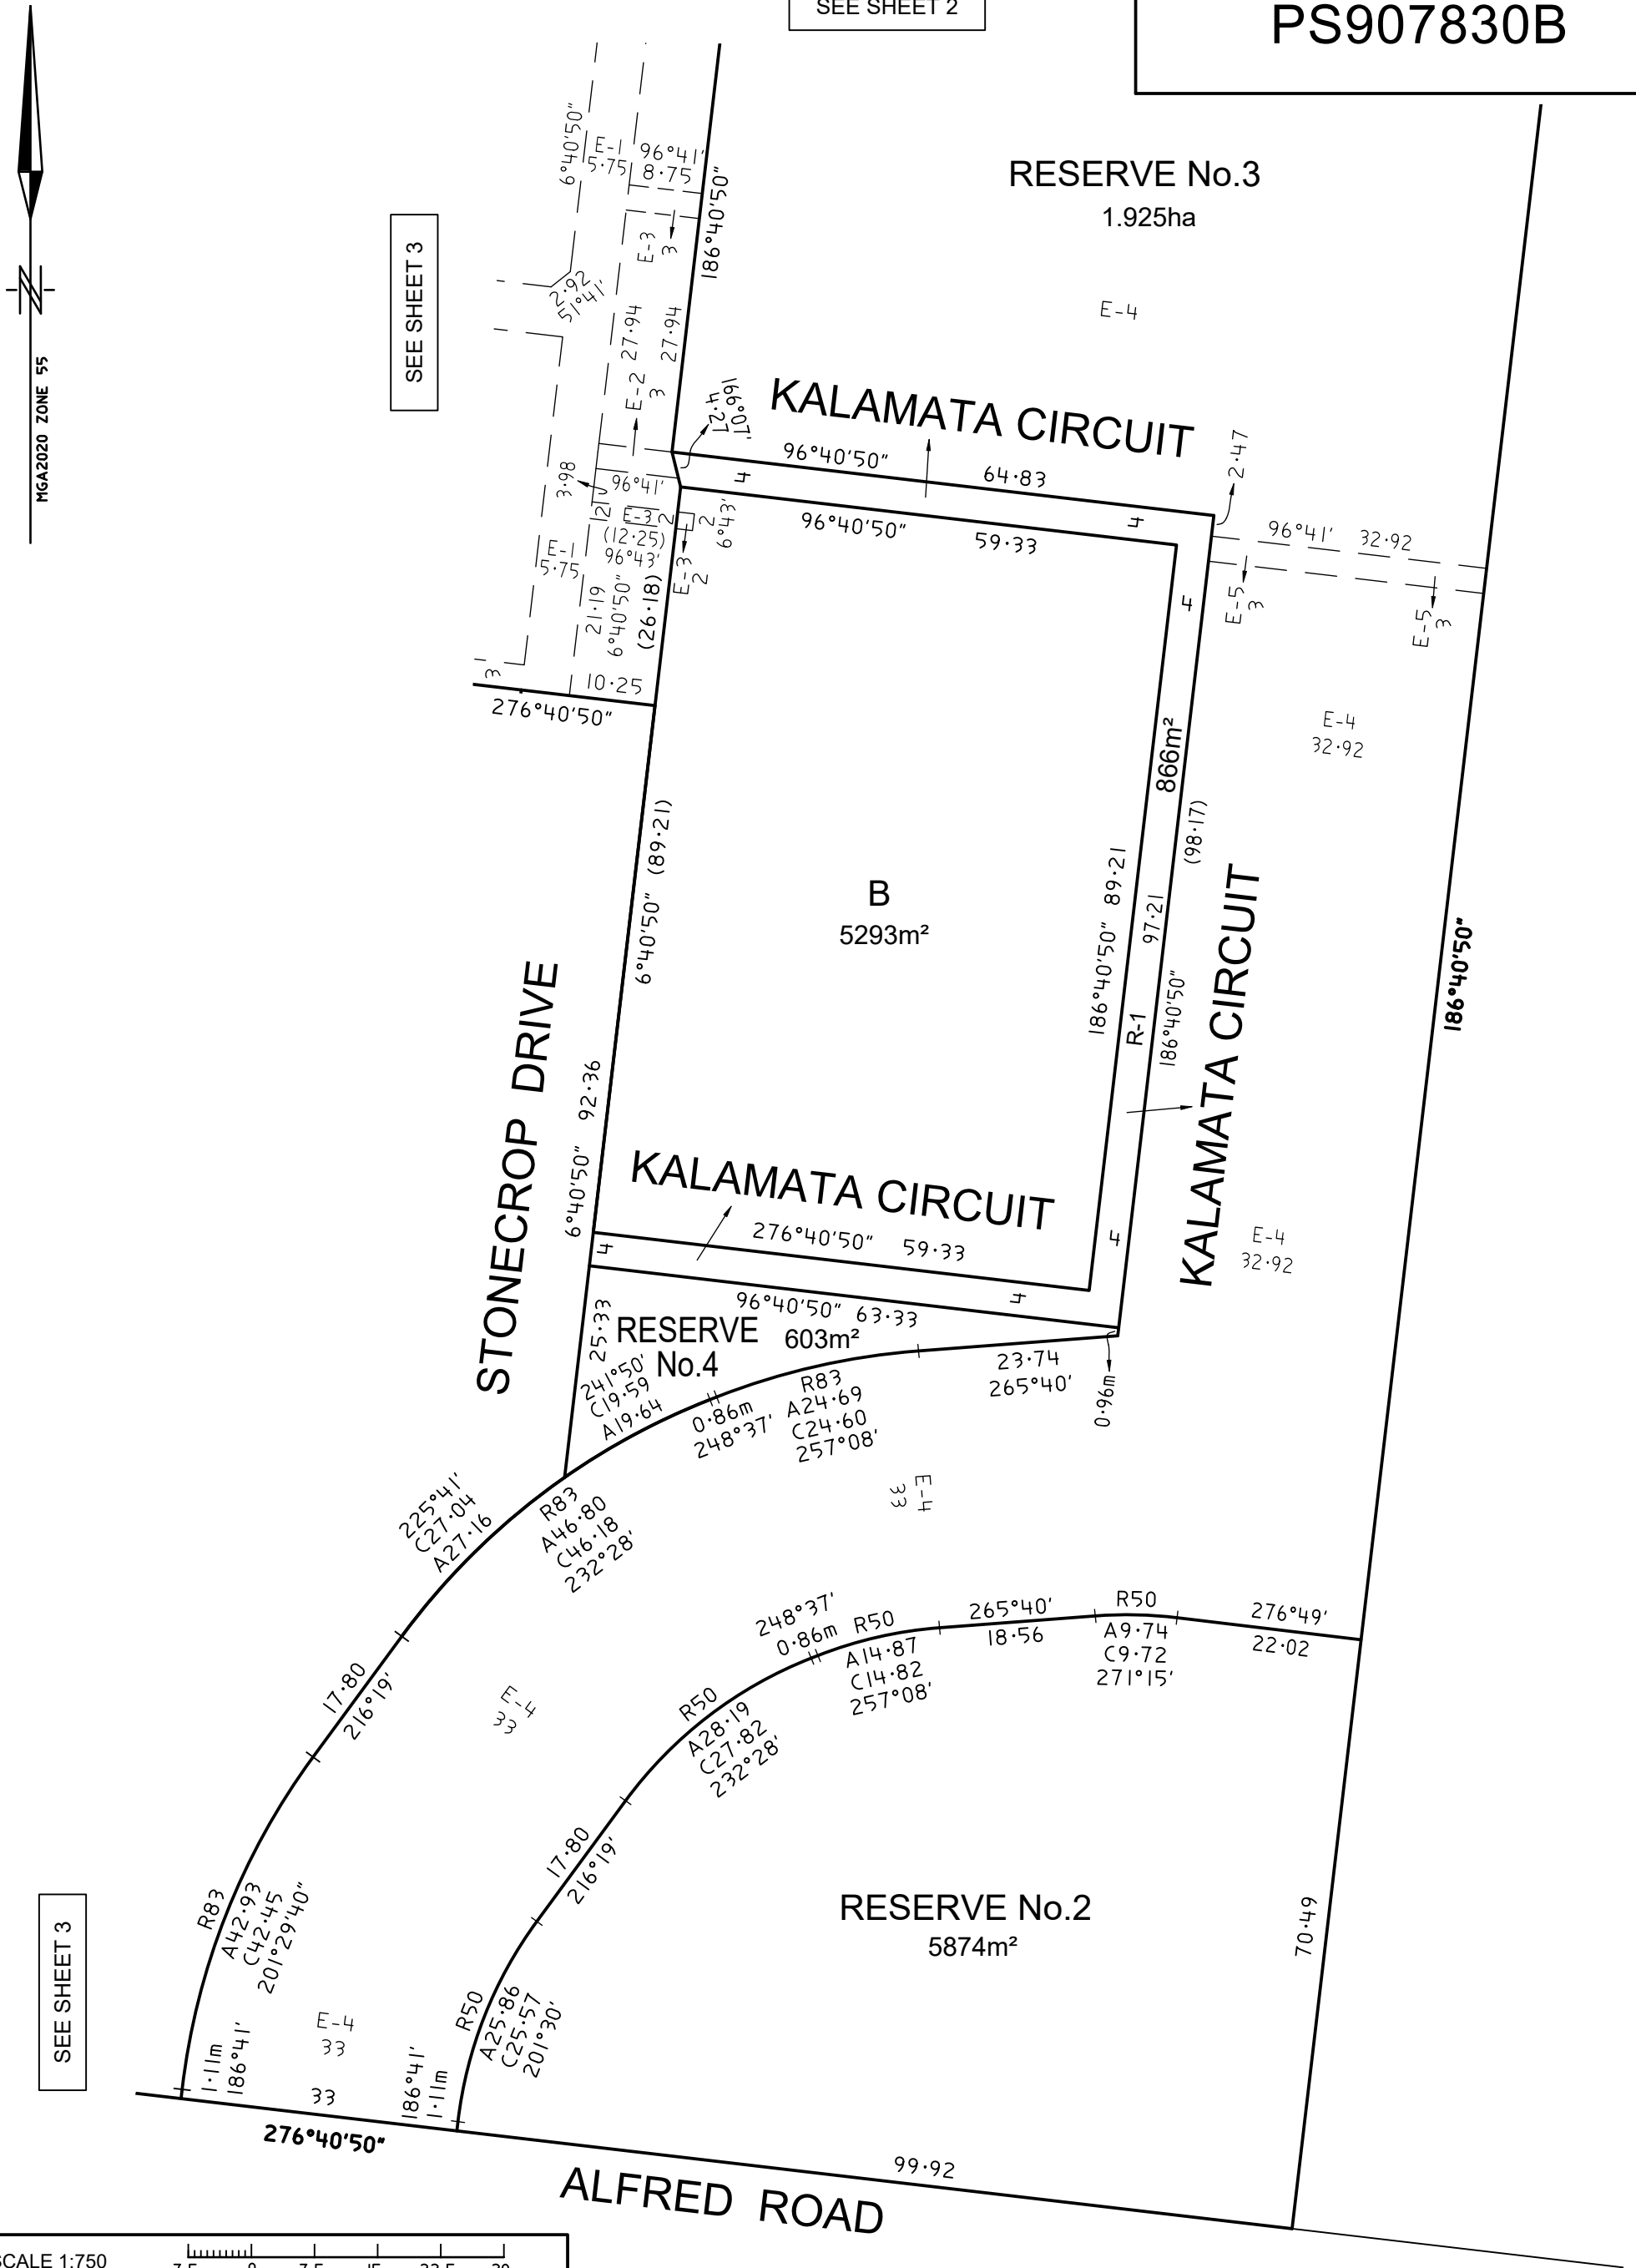 SEE SHEET 2
PS907830B
MGA2020 ZONE 55
SEE SHEET 3
6°40'50"
E-1
5·75
96°41'
8·75
186°40'50"
E-3
3
2·92
51°41'
27·94
E-2
3
27·94
166°07'
4·27
RESERVE No.3
1.925ha
E-4
KALAMATA CIRCUIT
96°40'50"
64·83
4
4
2·47
96°41'
32·92
E-5
3
E-5
3
3·98
96°41'
E-3
2
(12·25)
96°43'
2
6°43'
E-3
2
E-1
5·75
21·19
6°40'50"
(26·18)
3
10·25
276°40'50"
96°40'50"
59·33
4
866m²
E-4
32·92
6°40'50" (89·21)
B
5293m²
186°40'50" 89·21
97·21
(98·17)
R-1
186°40'50"
KALAMATA CIRCUIT
186°40'50"
STONECROP DRIVE
6°40'50" 92·36
KALAMATA CIRCUIT
276°40'50" 59·33
4
4
4
E-4
32·92
96°40'50" 63·33
RESERVE
No.4
603m²
25·33
241°50'
C19·59
A19·64
0·86m
248°37'
R83
A24·69
C24·60
257°08'
23·74
265°40'
0·96m
225°41'
C27·04
A27·16
R83
A46·80
C46·18
232°28'
E-4
33
17·80
216°19'
E-4
33
248°37'
0·86m
R50
A14·87
C14·82
257°08'
265°40'
18·56
R50
A9·74
C9·72
271°15'
276°49'
22·02
R50
A28·19
C27·82
232°28'
17·80
216°19'
RESERVE No.2
5874m²
70·49
SEE SHEET 3
R83
A42·93
C42·45
201°29'40"
R50
A25·86
C25·57
201°30'
E-4
33
1·11m
186°41'
33
186°41'
1·11m
276°40'50"
99·92
ALFRED ROAD
SCALE 1:750
7.5 0 7.5 15 22.5 30